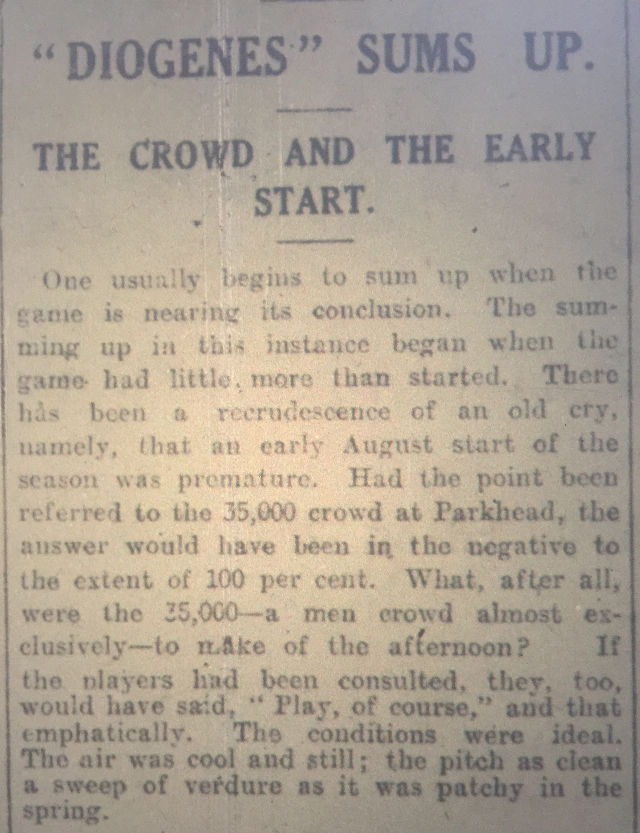 "DIOGENES" SUMS UP.
THE CROWD AND THE EARLY
START.
One usually begins to sum up when the
game is nearing its conclusion. The sum-
ming up in this instance began when the
game had little more than started. There
has been a recrudescence of an old cry,
namely, that an early August start of the
season was premature. Had the point been
referred to the 35,000 crowd at Parkhead, the
answer would have been in the negative to
the extent of 100 per cent. What, after all,
were the 35,000—a men crowd almost ex-
clusively—to make of the afternoon? If
the players had been consulted, they, too,
would have said, "Play, of course," and that
emphatically. The conditions were ideal.
The air was cool and still; the pitch as clean
a sweep of verdure as it was patchy in the
spring.